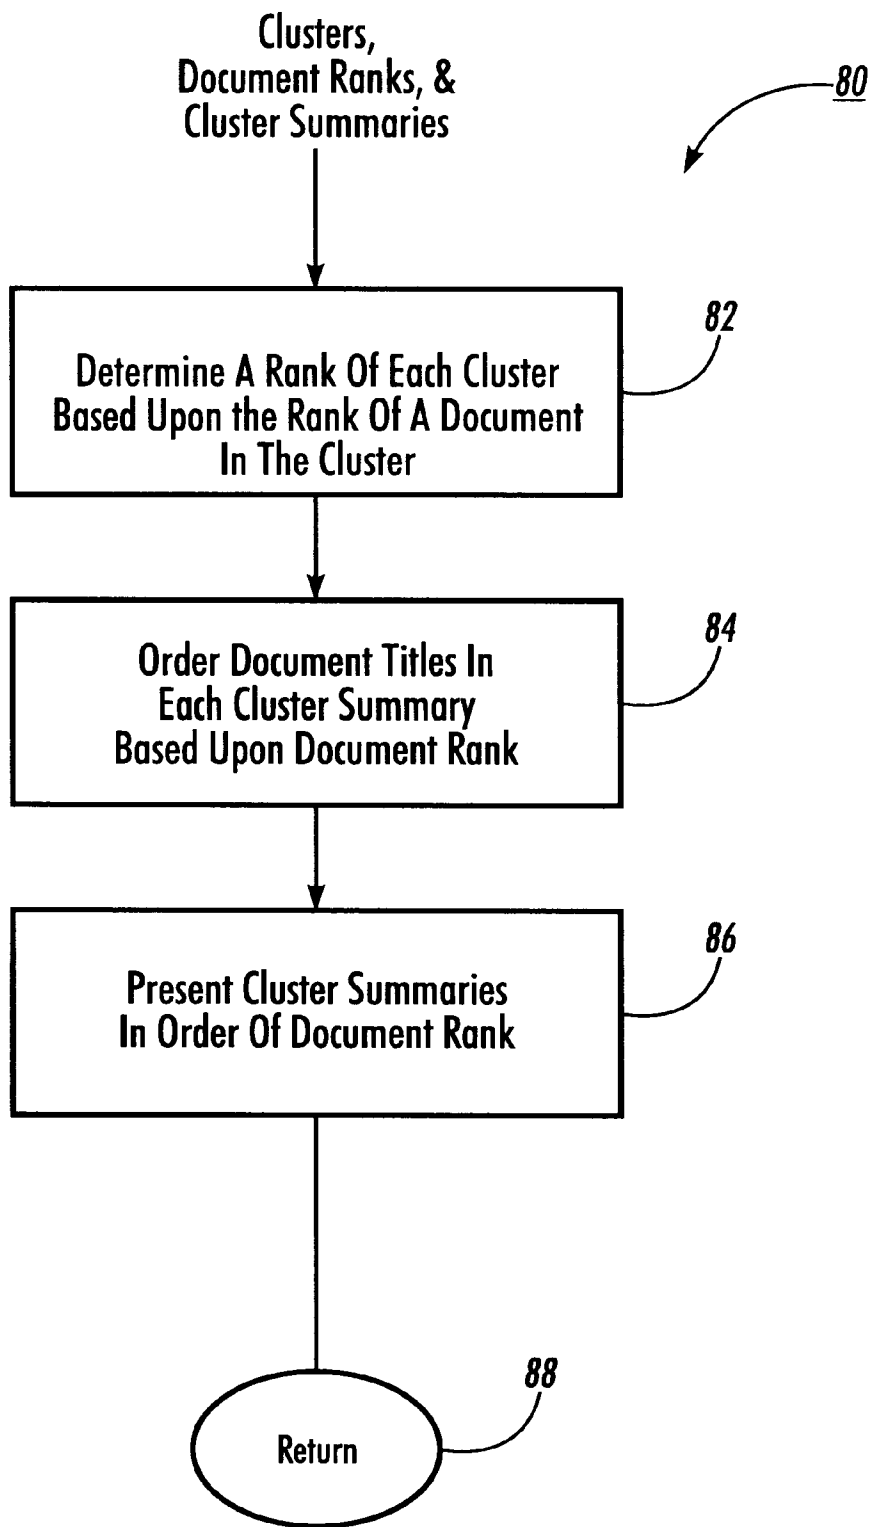 Clusters,
Document Ranks, &
Cluster Summaries
80
82
Determine A Rank Of Each Cluster
Based Upon the Rank Of A Document
In The Cluster
84
Order Document Titles In
Each Cluster Summary
Based Upon Document Rank
86
Present Cluster Summaries
In Order Of Document Rank
88
Return